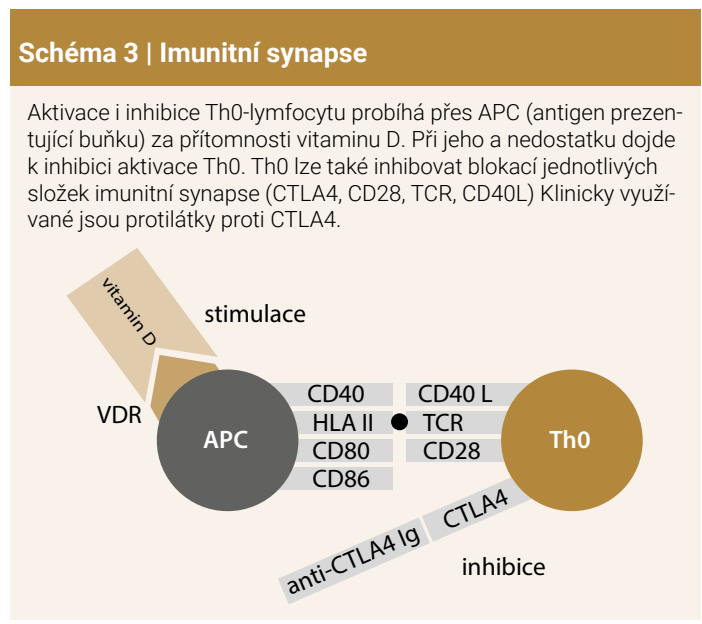 Schéma 3 | Imunitní synapse
Aktivace i inhibice Th0-lymfocytu probíhá přes APC (antigen prezen-
tující buňku) za přítomnosti vitaminu D. Při jeho a nedostatku dojde
k inhibici aktivace Th0. Th0 lze také inhibovat blokací jednotlivých
složek imunitní synapse (CTLA4, CD28, TCR, CD40L) Klinicky využí-
vané jsou protilátky proti CTLA4.
vitamin D
stimulace
VDR
APC
CD40
CD40 L
HLA II
TCR
CD80
CD28
CD86
Th0
CTLA4
anti-CTLA4 Ig
inhibice